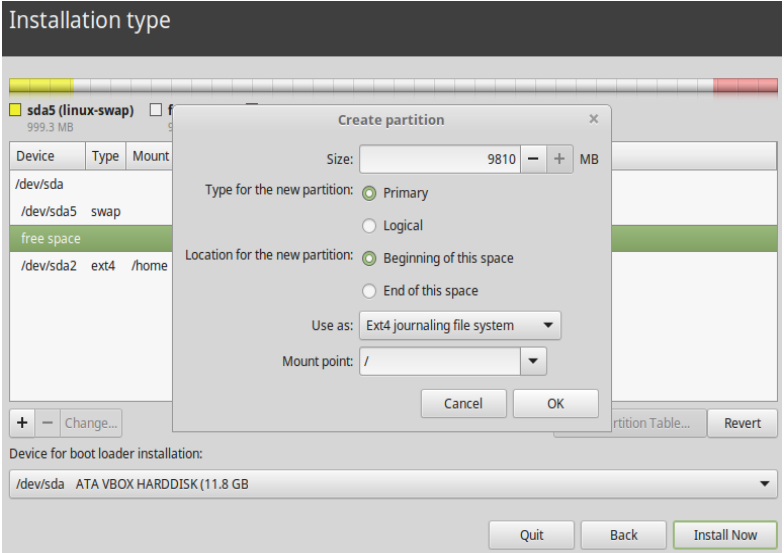 Installation type
sda5 (linux-swap)
999.3 MB
Create partition
Size: 9810 − + MB
Type for the new partition: Primary
Logical
Location for the new partition: Beginning of this space
End of this space
Use as: Ext4 journaling file system
Mount point: /
Cancel OK
Device Type Mount
/dev/sda
/dev/sda5 swap
free space
/dev/sda2 ext4 /home
+ − Change... Table... Revert
Device for boot loader installation:
/dev/sda ATA VBOX HARDDISK (11.8 GB
Quit Back Install Now